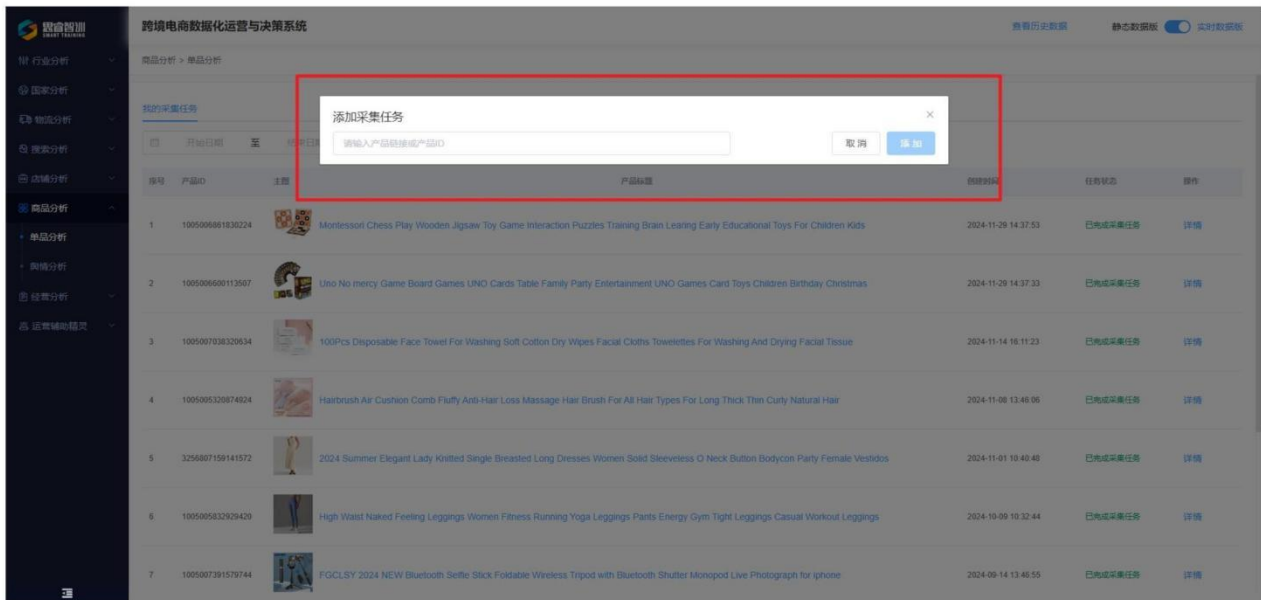 思睿智训
SMART TRAINING
跨境电商数据化运营与决策系统
查看历史数据
静态数据版
实时数据版
行业分析
国家分析
物流分析
搜索分析
店铺分析
商品分析
单品分析
舆情分析
经营分析
运营辅助精灵
商品分析 > 单品分析
我的采集任务
开始日期 至 结束日期
添加采集任务
请输入产品链接或产品ID
取消
添加
序号 产品ID 主图 产品标题 创建时间 任务状态 操作
1 1005006861830224 Montessori Chess Play Wooden Jigsaw Toy Game Interaction Puzzles Training Brain Learing Early Educational Toys For Children Kids 2024-11-29 14:37:53 已完成采集任务 详情
2 1005006600113507 Uno No mercy Game Board Games UNO Cards Table Family Party Entertainment UNO Games Card Toys Children Birthday Christmas 2024-11-29 14:37:33 已完成采集任务 详情
3 1005007038320634 100Pcs Disposable Face Towel For Washing Soft Cotton Dry Wipes Facial Cloths Towelettes For Washing And Drying Facial Tissue 2024-11-14 16:11:23 已完成采集任务 详情
4 1005005320874924 Hairbrush Air Cushion Comb Fluffy Anti-Hair Loss Massage Hair Brush For All Hair Types For Long Thick Thin Curly Natural Hair 2024-11-08 13:46:06 已完成采集任务 详情
5 3256807159141572 2024 Summer Elegant Lady Knitted Single Breasted Long Dresses Women Solid Sleeveless O Neck Button Bodycon Party Female Vestidos 2024-11-01 10:40:48 已完成采集任务 详情
6 1005005832929420 High Waist Naked Feeling Leggings Women Fitness Running Yoga Leggings Pants Energy Gym Tight Leggings Casual Workout Leggings 2024-10-09 10:32:44 已完成采集任务 详情
7 1005007391579744 FGCLSY 2024 NEW Bluetooth Selfie Stick Foldable Wireless Tripod with Bluetooth Shutter Monopod Live Photograph for iphone 2024-09-14 13:46:55 已完成采集任务 详情